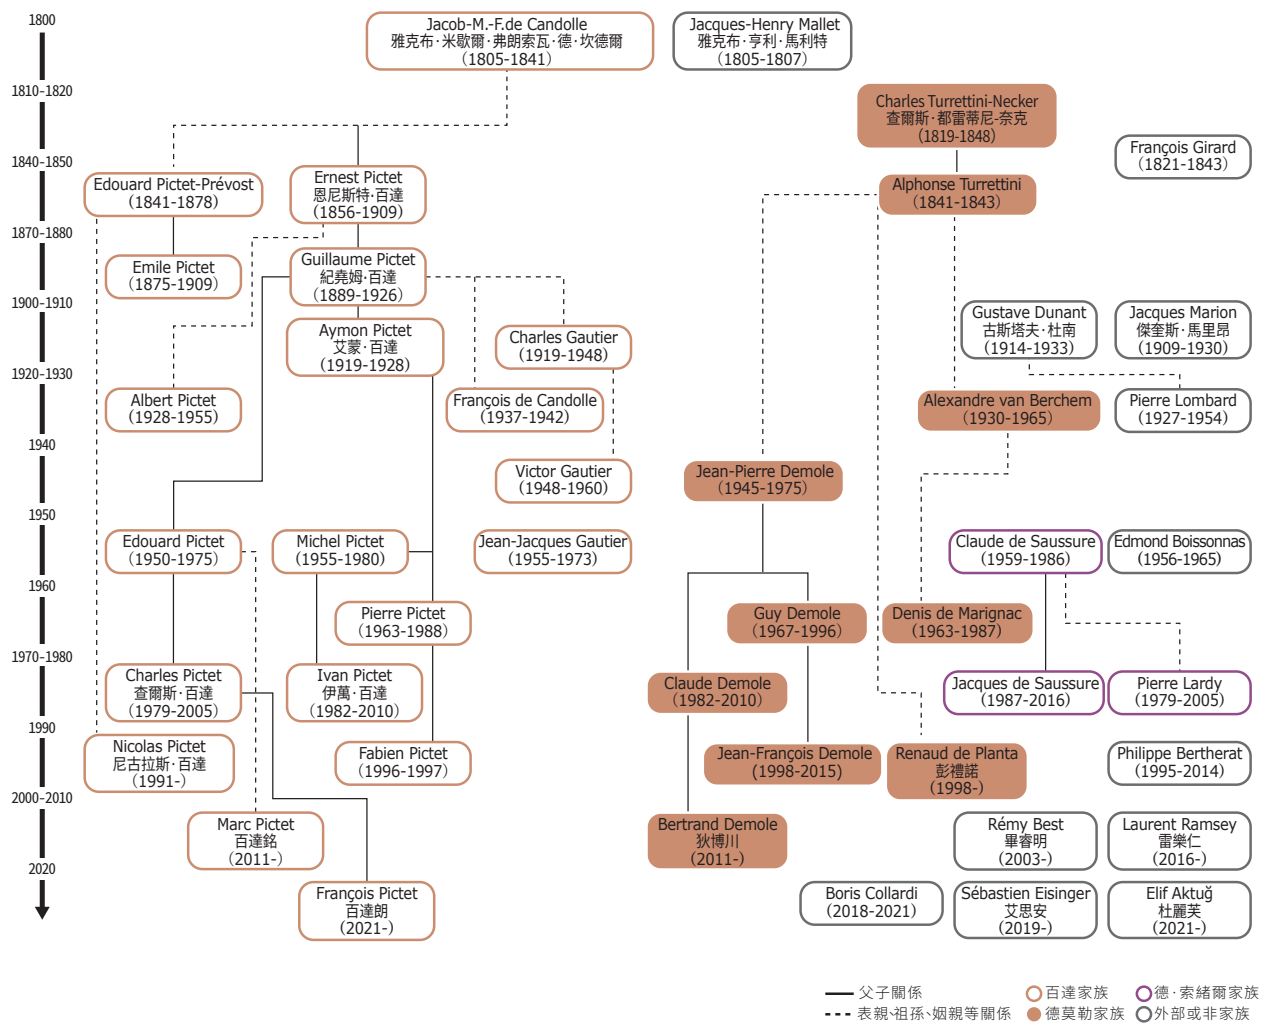 1800
Jacob-M.-F.de Candolle
雅克布·米歇爾·弗朗索瓦·德·坎德爾
(1805-1841)
Jacques-Henry Mallet
雅克布·亨利·馬利特
(1805-1807)
1810-1820
Charles Turrettini-Necker
查爾斯·都雷蒂尼-奈克
(1819-1848)
1840-1850
François Girard
(1821-1843)
Edouard Pictet-Prévost
(1841-1878)
Ernest Pictet
恩尼斯特·百達
(1856-1909)
Alphonse Turrettini
(1841-1843)
1870-1880
Emile Pictet
(1875-1909)
Guillaume Pictet
紀堯姆·百達
(1889-1926)
1900-1910
Aymon Pictet
艾蒙·百達
(1919-1928)
Charles Gautier
(1919-1948)
Gustave Dunant
古斯塔夫·杜南
(1914-1933)
Jacques Marion
傑奎斯·馬里昂
(1909-1930)
1920-1930
Albert Pictet
(1928-1955)
François de Candolle
(1937-1942)
Alexandre van Berchem
(1930-1965)
Pierre Lombard
(1927-1954)
1940
Victor Gautier
(1948-1960)
Jean-Pierre Demole
(1945-1975)
1950
Edouard Pictet
(1950-1975)
Michel Pictet
(1955-1980)
Jean-Jacques Gautier
(1955-1973)
Claude de Saussure
(1959-1986)
Edmond Boissonnas
(1956-1965)
1960
Pierre Pictet
(1963-1988)
Guy Demole
(1967-1996)
Denis de Marignac
(1963-1987)
1970-1980
Charles Pictet
查爾斯·百達
(1979-2005)
Ivan Pictet
伊萬·百達
(1982-2010)
Claude Demole
(1982-2010)
Jacques de Saussure
(1987-2016)
Pierre Lardy
(1979-2005)
1990
Nicolas Pictet
尼古拉斯·百達
(1991-)
Fabien Pictet
(1996-1997)
Jean-François Demole
(1998-2015)
Renaud de Planta
彭禮諾
(1998-)
Philippe Bertherat
(1995-2014)
2000-2010
Marc Pictet
百達銘
(2011-)
Bertrand Demole
狄博川
(2011-)
Rémy Best
畢睿明
(2003-)
Laurent Ramsey
雷樂仁
(2016-)
2020
François Pictet
百達朗
(2021-)
Boris Collardi
(2018-2021)
Sébastien Eisinger
艾思安
(2019-)
Elif Aktuğ
杜麗芙
(2021-)
父子關係
百達家族
德·索緒爾家族
表親、祖孫、姻親等關係
德莫勒家族
外部或非家族